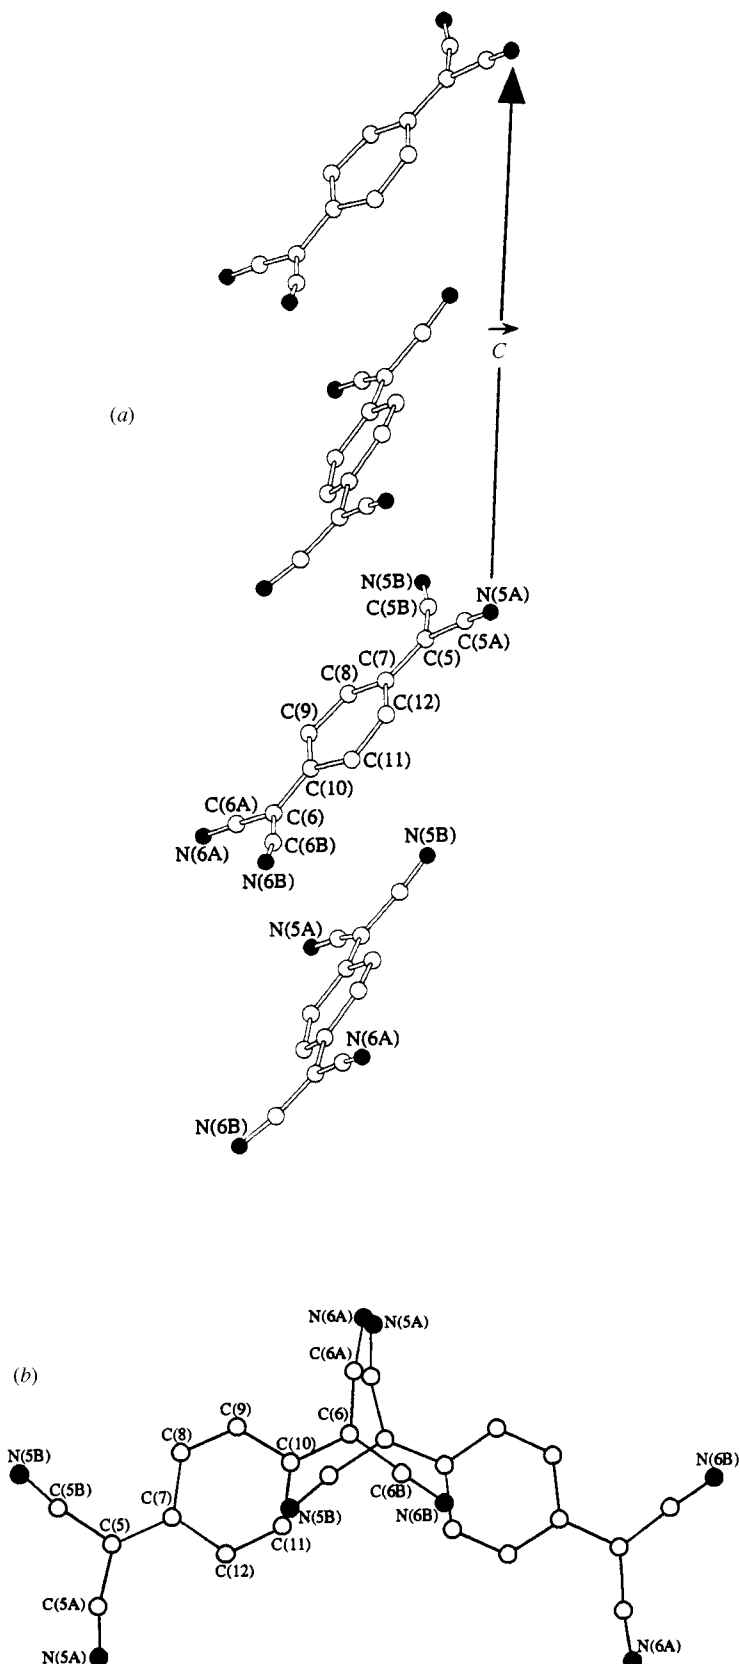 C
(a)
N(5B)
N(5A)
C(5B)
C(5A)
C(5)
C(7)
C(8)
C(12)
C(9)
C(11)
C(10)
C(6A)
C(6)
N(6A)
C(6B)
N(6B)
N(5B)
N(5A)
N(6A)
N(6B)
(b)
N(6A)
N(5A)
C(6A)
C(9)
C(6)
C(8)
C(10)
N(5B)
N(6B)
C(5B)
C(7)
C(6B)
N(5B)
N(6B)
C(5)
C(11)
C(12)
C(5A)
N(5A)
N(6A)